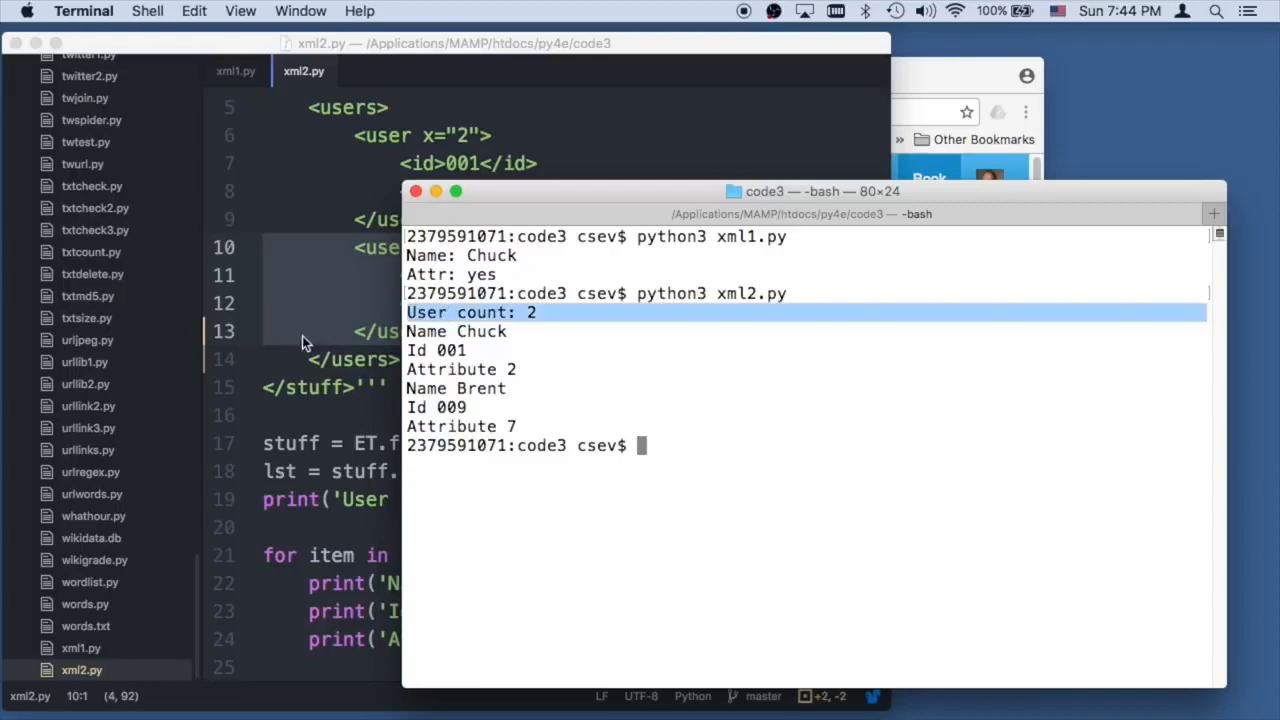 Terminal Shell Edit View Window Help 100% Sun 7:44 PM
xml2.py — /Applications/MAMP/htdocs/py4e/code3
twitter1.py
twitter2.py
twjoin.py
twspider.py
twtest.py
twurl.py
txtcheck.py
txtcheck2.py
txtcheck3.py
txtcount.py
txtdelete.py
txtmd5.py
txtsize.py
urljpeg.py
urllib1.py
urllib2.py
urllink2.py
urllink3.py
urllinks.py
urlregex.py
urlwords.py
whathour.py
wikidata.db
wikigrade.py
wordlist.py
words.py
words.txt
xml1.py
xml2.py
xml1.py xml2.py
5 <users>
6 <user x="2">
7 <id>001</id>
8
9 </us
10 <use
11
12
13 </us
14 </users>
15 </stuff>'''
16
17 stuff = ET.f
18 lst = stuff.
19 print('User
20
21 for item in
22 print('N
23 print('I
24 print('A
25
xml2.py 10:1 (4, 92) LF UTF-8 Python master +2, -2
» Other Bookmarks
Book
code3 — -bash — 80×24
/Applications/MAMP/htdocs/py4e/code3 — -bash +
[2379591071:code3 csev$ python3 xml1.py ]
Name: Chuck
Attr: yes
[2379591071:code3 csev$ python3 xml2.py ]
User count: 2
Name Chuck
Id 001
Attribute 2
Name Brent
Id 009
Attribute 7
2379591071:code3 csev$